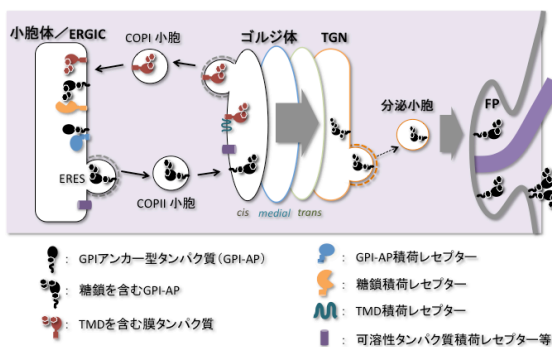 小胞体／ERGIC
COPI 小胞
ゴルジ体
TGN
分泌小胞
FP
ERES
COPII 小胞
cis medial trans
： GPIアンカー型タンパク質（GPI-AP）
： 糖鎖を含むGPI-AP
： TMDを含む膜タンパク質
： GPI-AP積荷レセプター
： 糖鎖積荷レセプター
： TMD積荷レセプター
： 可溶性タンパク質積荷レセプター等